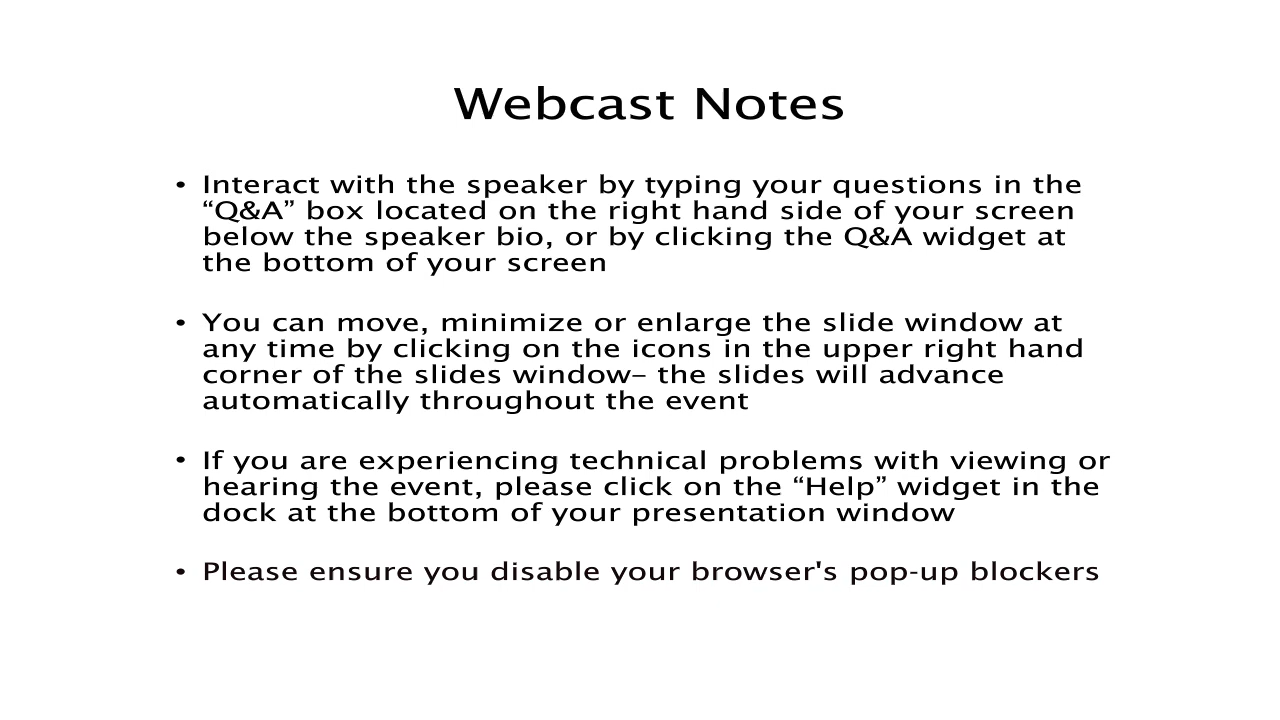 Webcast Notes
• Interact with the speaker by typing your questions in the
“Q&A” box located on the right hand side of your screen
below the speaker bio, or by clicking the Q&A widget at
the bottom of your screen
• You can move, minimize or enlarge the slide window at
any time by clicking on the icons in the upper right hand
corner of the slides window– the slides will advance
automatically throughout the event
• If you are experiencing technical problems with viewing or
hearing the event, please click on the “Help” widget in the
dock at the bottom of your presentation window
• Please ensure you disable your browser's pop-up blockers